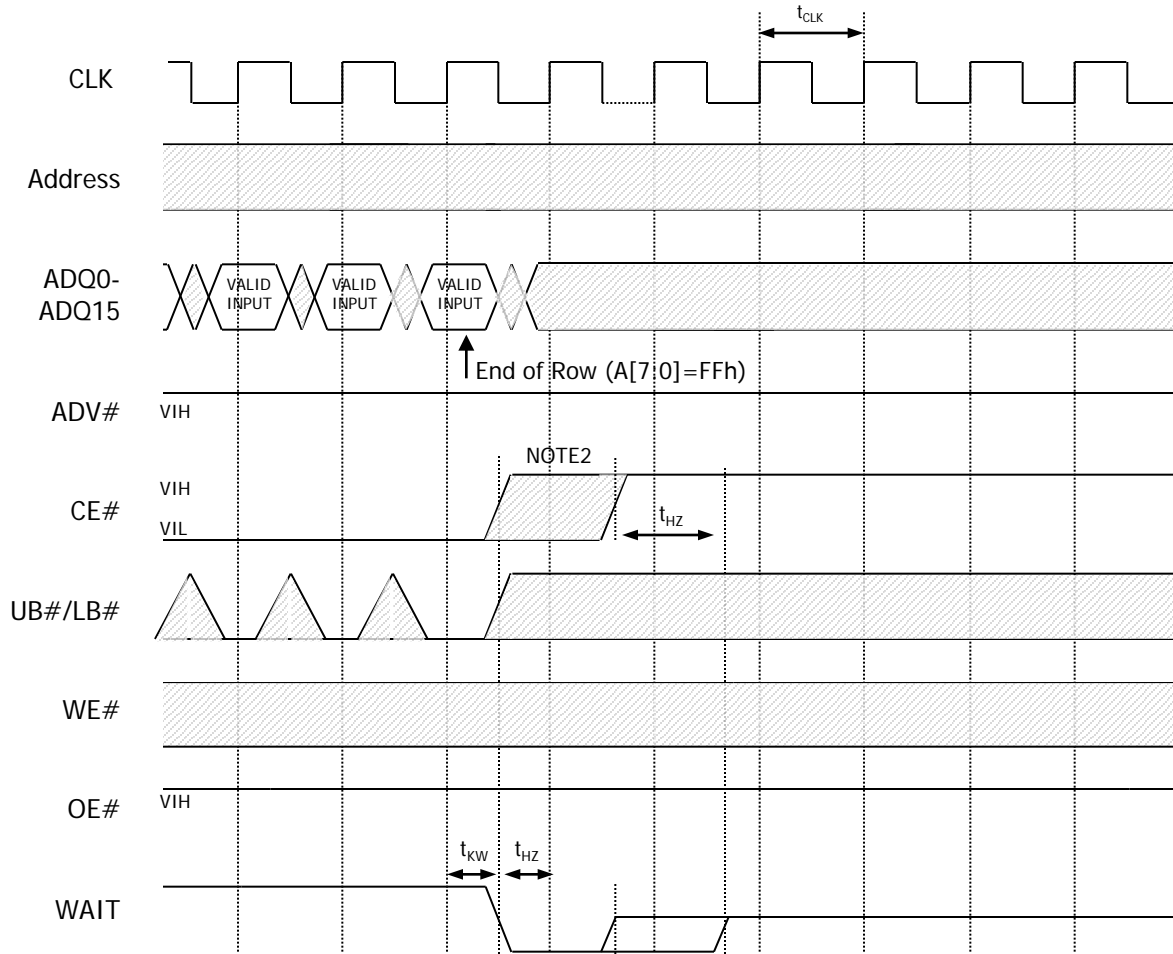 tCLK
CLK
Address
ADQ0-
ADQ15
VALID
INPUT
VALID
INPUT
VALID
INPUT
End of Row (A[7:0]=FFh)
ADV#
VIH
NOTE2
CE#
VIH
VIL
tHZ
UB#/LB#
WE#
OE#
VIH
tKW
tHZ
WAIT